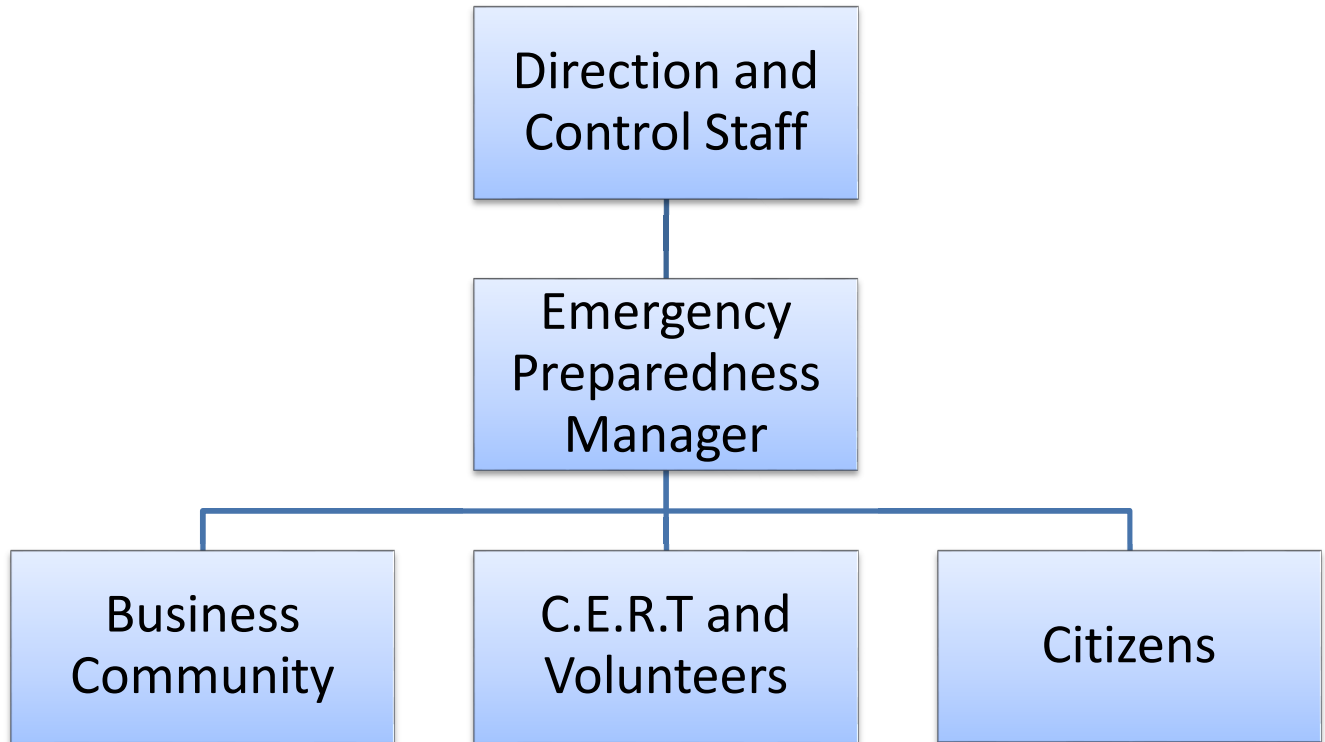 Direction and
Control Staff
Emergency
Preparedness
Manager
Business
Community
C.E.R.T and
Volunteers
Citizens